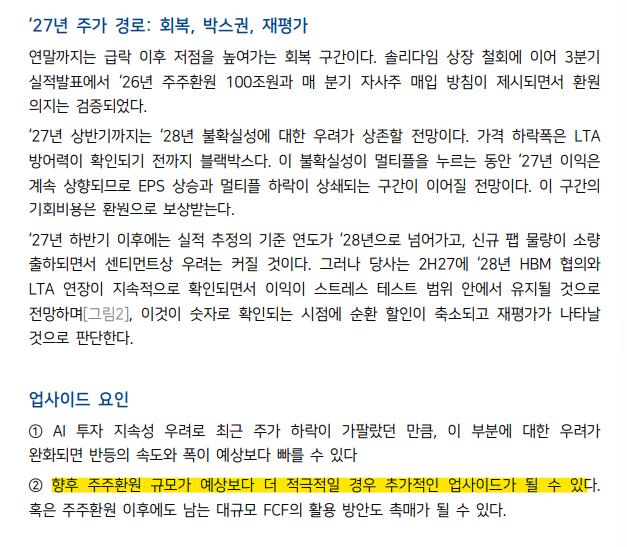 ‘27년 주가 경로: 회복, 박스권, 재평가
연말까지는 급락 이후 저점을 높여가는 회복 구간이다. 솔리다임 상장 철회에 이어 3분기
실적발표에서 ‘26년 주주환원 100조원과 매 분기 자사주 매입 방침이 제시되면서 환원
의지는 검증되었다.
‘27년 상반기까지는 ‘28년 불확실성에 대한 우려가 상존할 전망이다. 가격 하락폭은 LTA
방어력이 확인되기 전까지 블랙박스다. 이 불확실성이 멀티플을 누르는 동안 ‘27년 이익은
계속 상향되므로 EPS 상승과 멀티플 하락이 상쇄되는 구간이 이어질 전망이다. 이 구간의
기회비용은 환원으로 보상받는다.
‘27년 하반기 이후에는 실적 추정의 기준 연도가 ‘28년으로 넘어가고, 신규 팹 물량이 소량
출하되면서 센티먼트상 우려는 커질 것이다. 그러나 당사는 2H27에 ‘28년 HBM 협의와
LTA 연장이 지속적으로 확인되면서 이익이 스트레스 테스트 범위 안에서 유지될 것으로
전망하며[그림2], 이것이 숫자로 확인되는 시점에 순환 할인이 축소되고 재평가가 나타날
것으로 판단한다.
업사이드 요인
① AI 투자 지속성 우려로 최근 주가 하락이 가팔랐던 만큼, 이 부분에 대한 우려가
완화되면 반등의 속도와 폭이 예상보다 빠를 수 있다
② 향후 주주환원 규모가 예상보다 더 적극적일 경우 추가적인 업사이드가 될 수 있다.
혹은 주주환원 이후에도 남는 대규모 FCF의 활용 방안도 촉매가 될 수 있다.